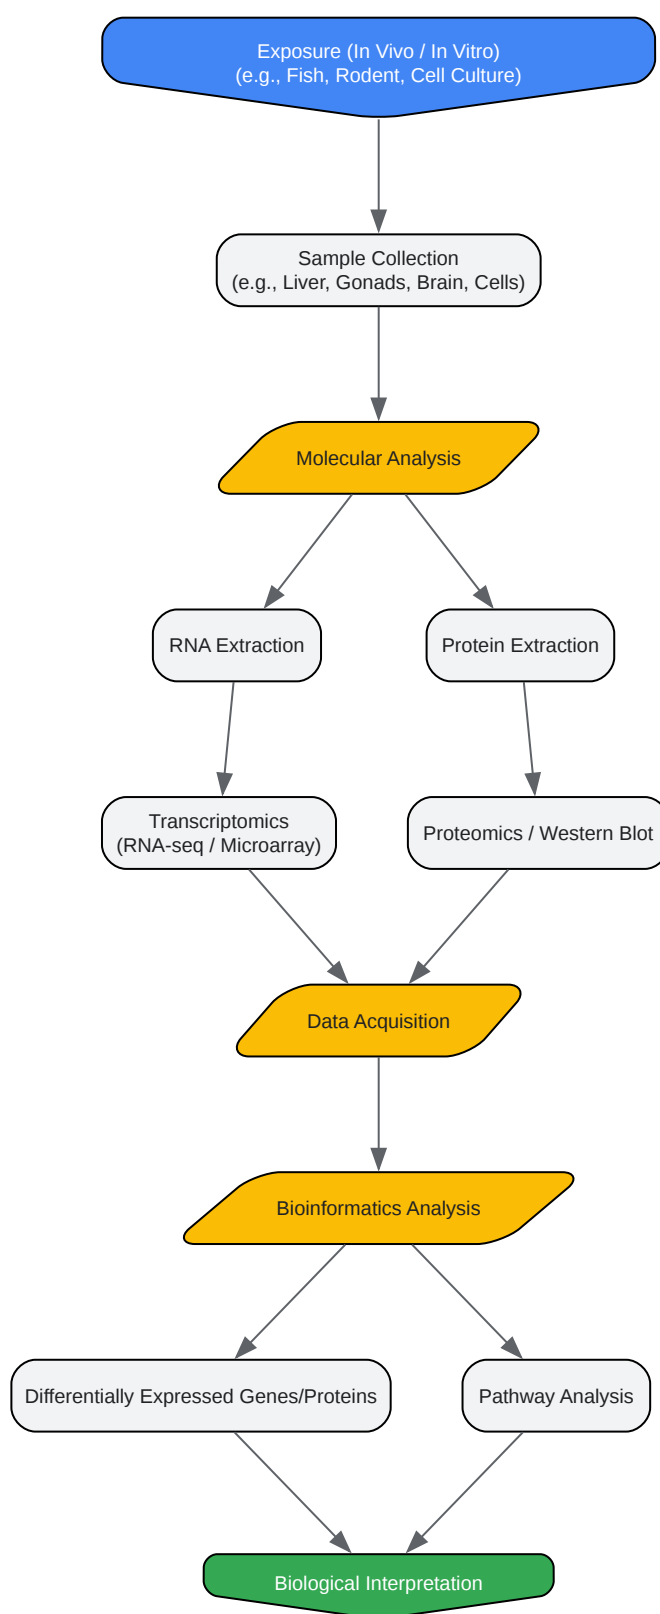 Exposure (In Vivo / In Vitro)
(e.g., Fish, Rodent, Cell Culture)
Sample Collection
(e.g., Liver, Gonads, Brain, Cells)
Molecular Analysis
RNA Extraction
Protein Extraction
Transcriptomics
(RNA-seq / Microarray)
Proteomics / Western Blot
Data Acquisition
Bioinformatics Analysis
Differentially Expressed Genes/Proteins
Pathway Analysis
Biological Interpretation